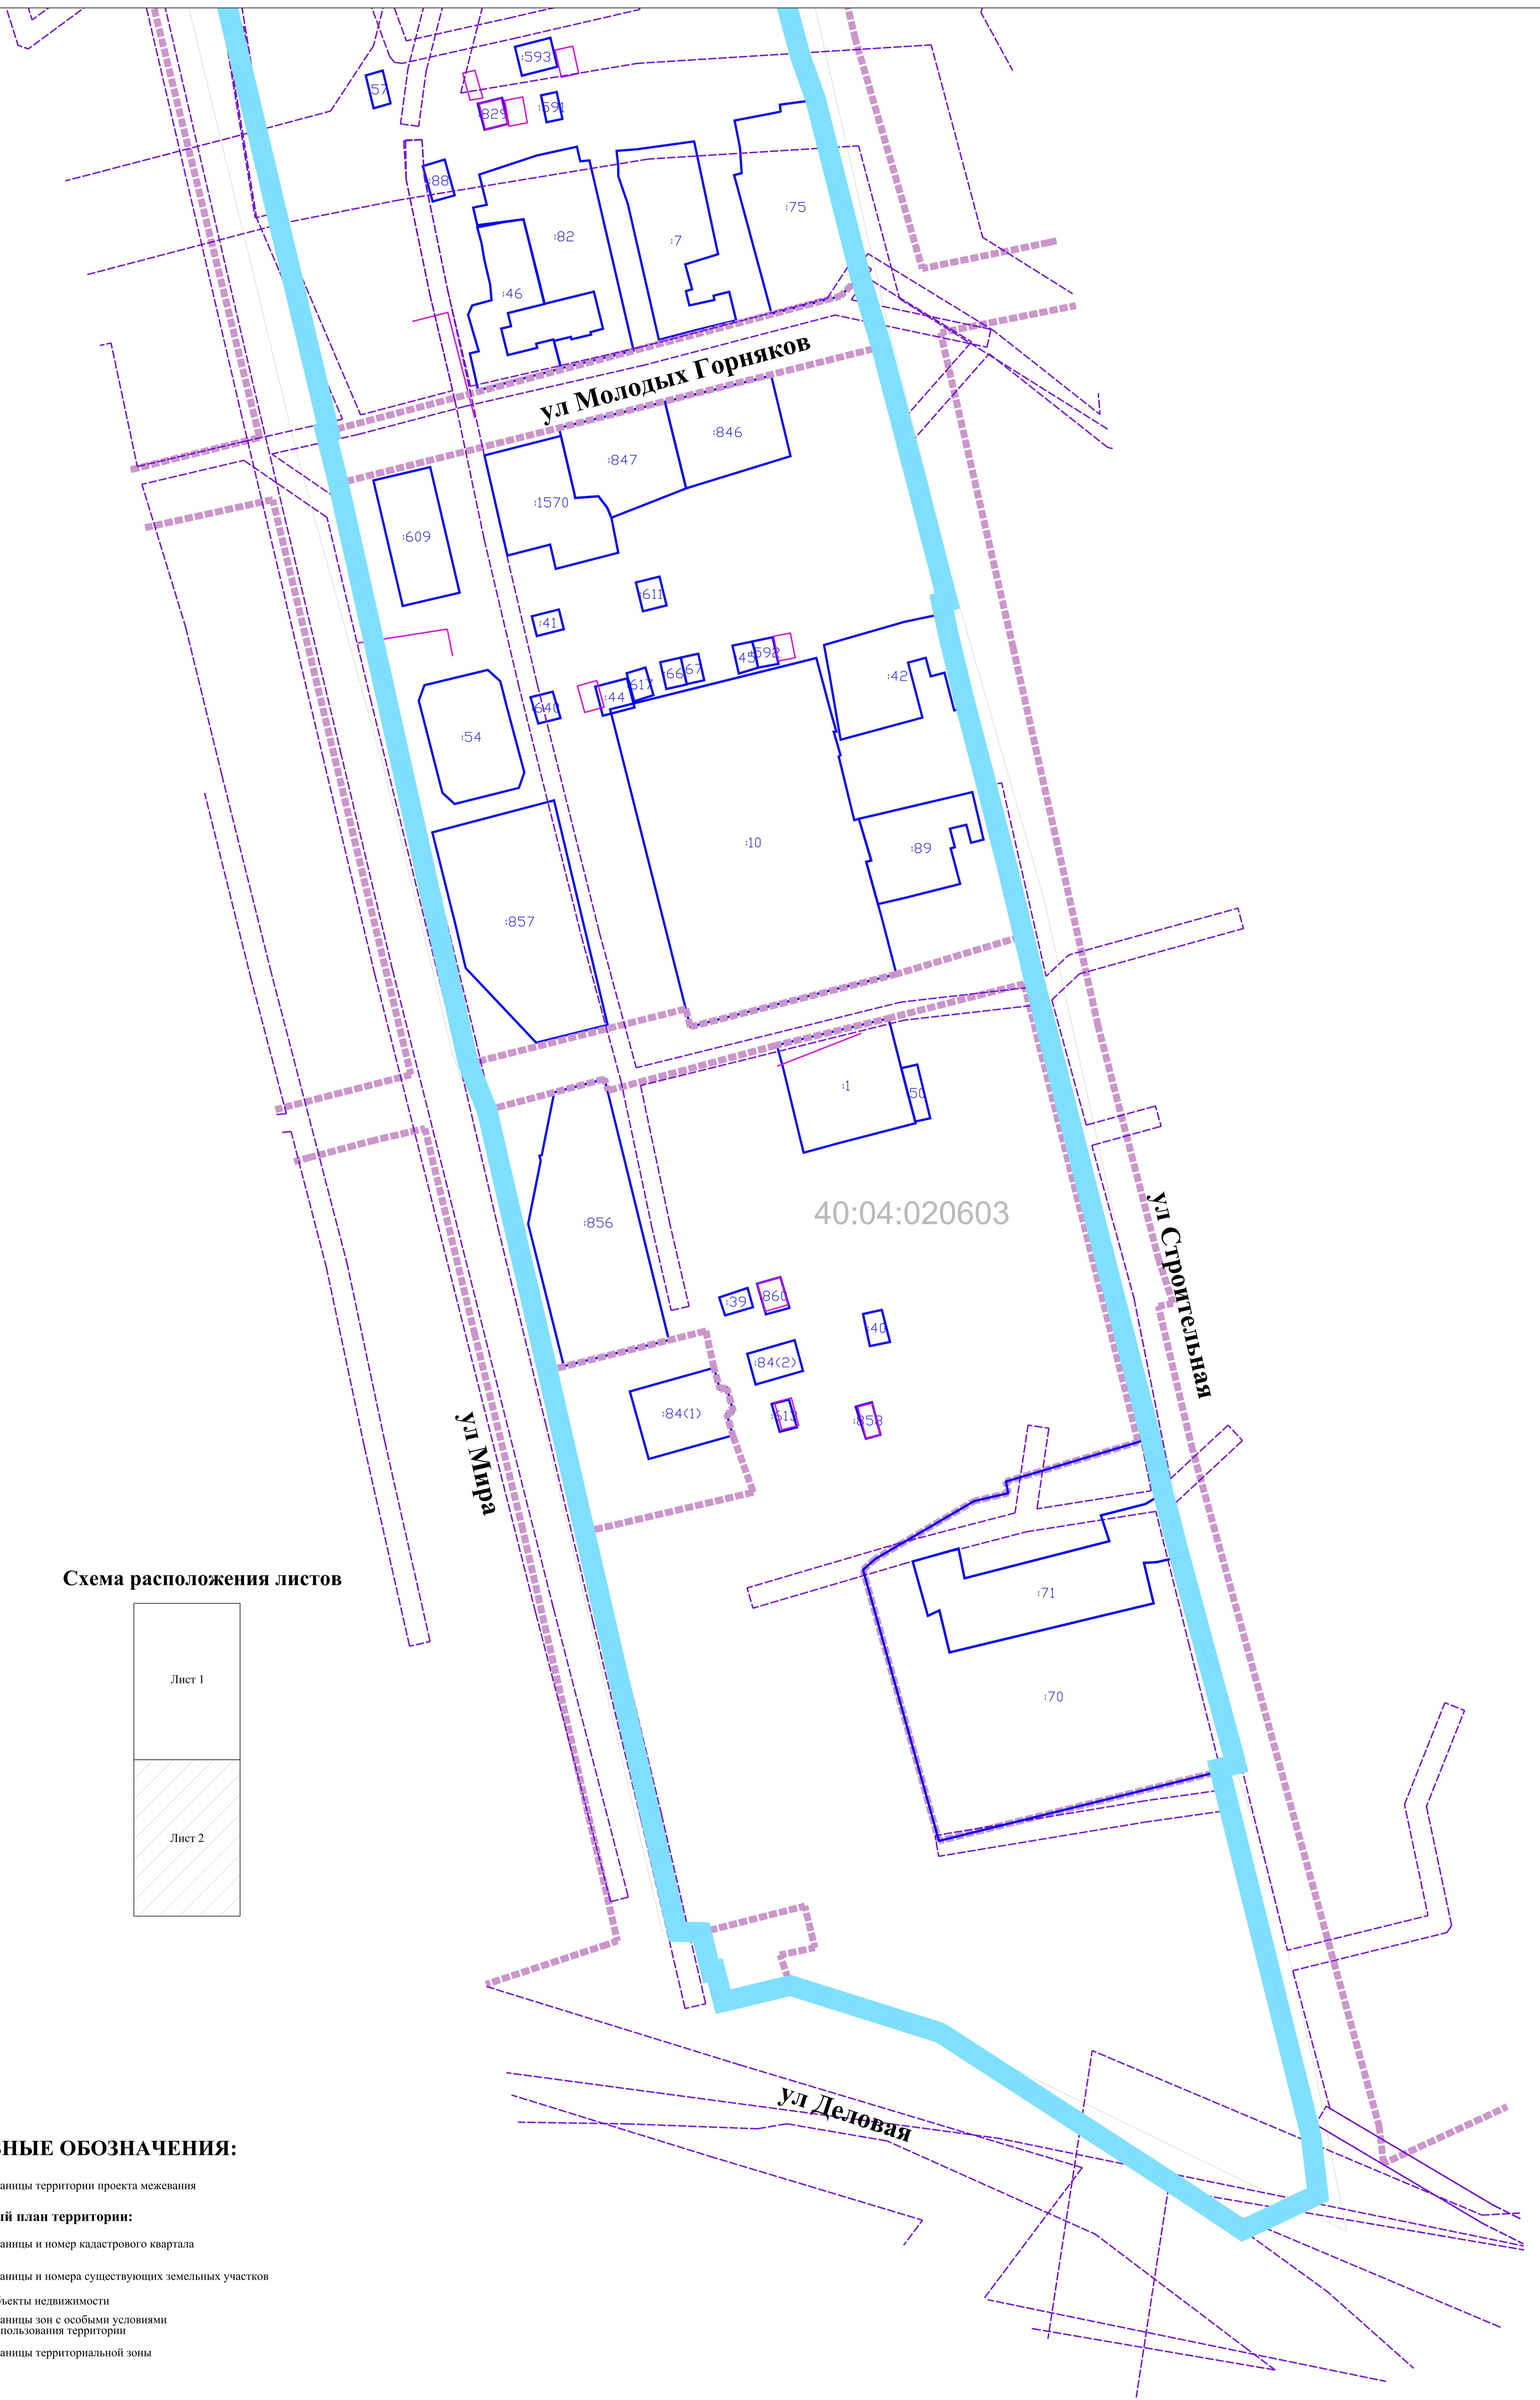 :593
57
:829
:591
:88
:82
:7
:75
:46
ул Молодых Горняков
:846
:847
:1570
:609
:611
:41
45
592
:66
67
:617
:44
640
:42
:54
:10
:89
:857
:1
50
40:04:020603
ул Строительная
:856
:39
860
:40
:84(2)
:84(1)
:613
:858
ул Мира
Схема расположения листов
Лист 1
Лист 2
:71
:70
ул Деловая
ЬНЫЕ ОБОЗНАЧЕНИЯ:
аницы территории проекта межевания
ый план территории:
аницы и номер кадастрового квартала
аницы и номера существующих земельных участков
бъекты недвижимости
аницы зон с особыми условиями
пользования территории
аницы территориальной зоны